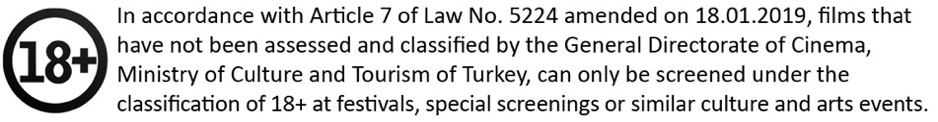 18+
In accordance with Article 7 of Law No. 5224 amended on 18.01.2019, films that
have not been assessed and classified by the General Directorate of Cinema,
Ministry of Culture and Tourism of Turkey, can only be screened under the
classification of 18+ at festivals, special screenings or similar culture and arts events.